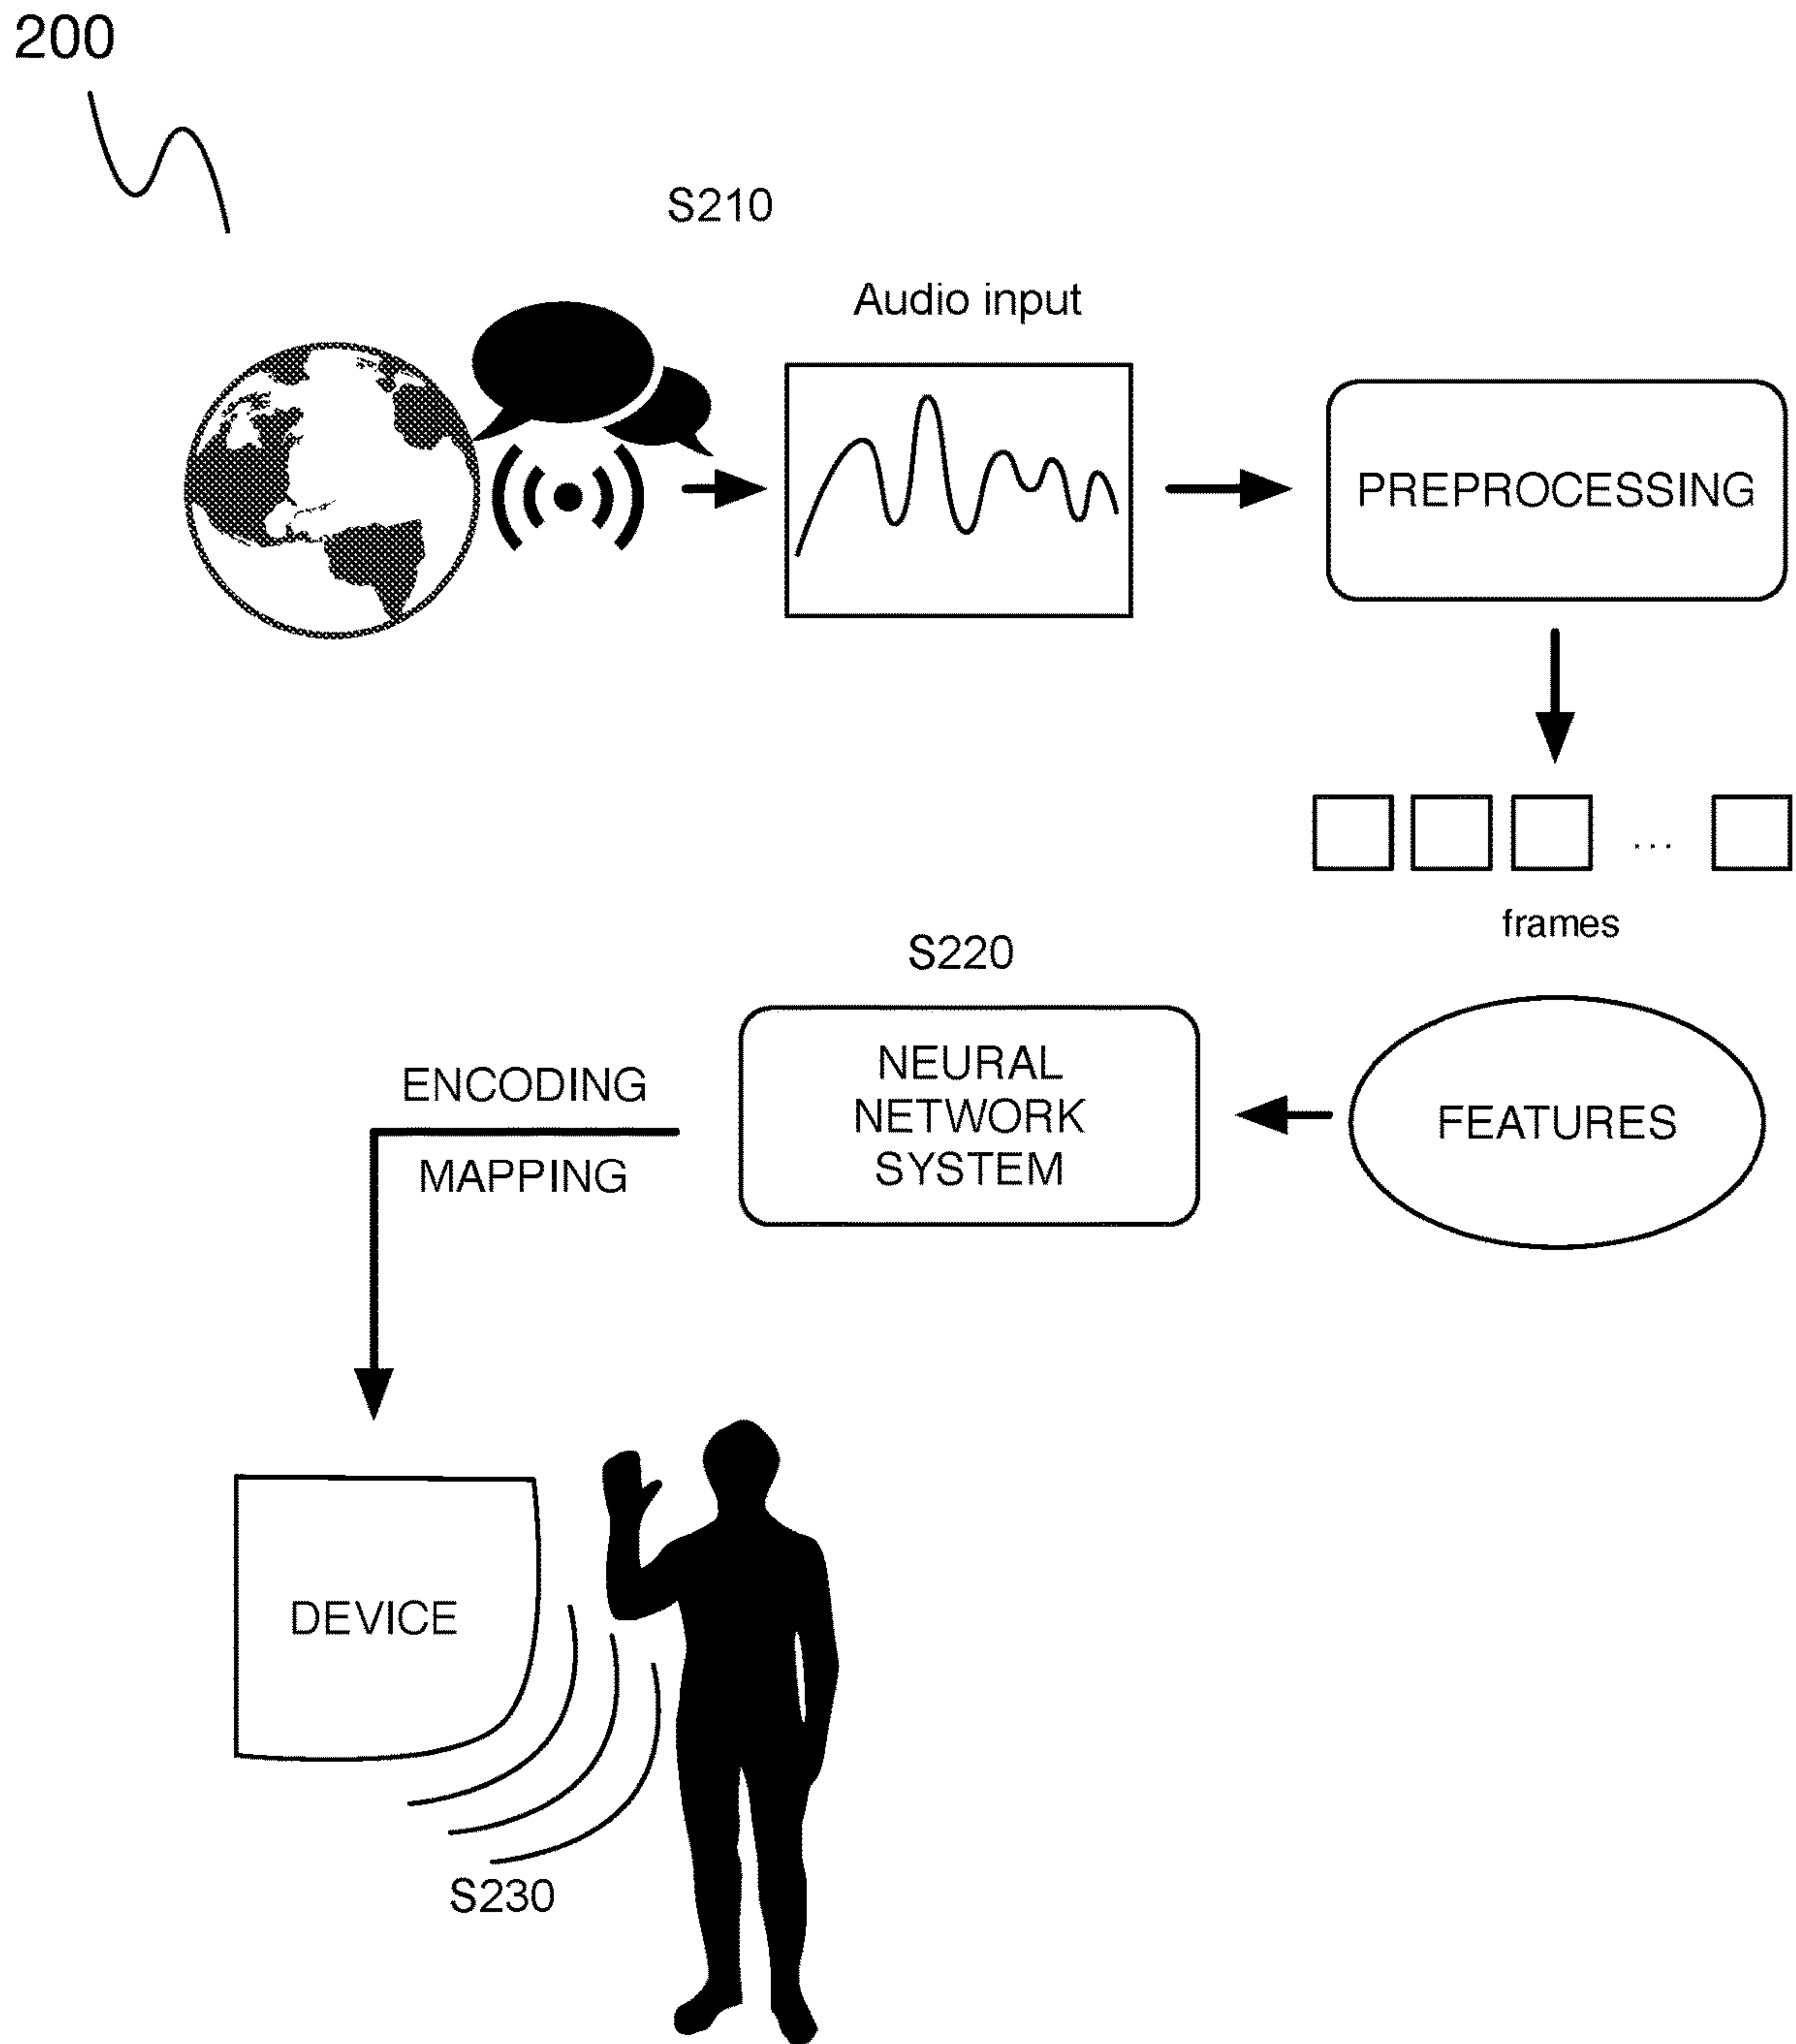 200
S210
Audio input
PREPROCESSING
...
frames
S220
NEURAL
NETWORK
SYSTEM
FEATURES
ENCODING
MAPPING
DEVICE
S230